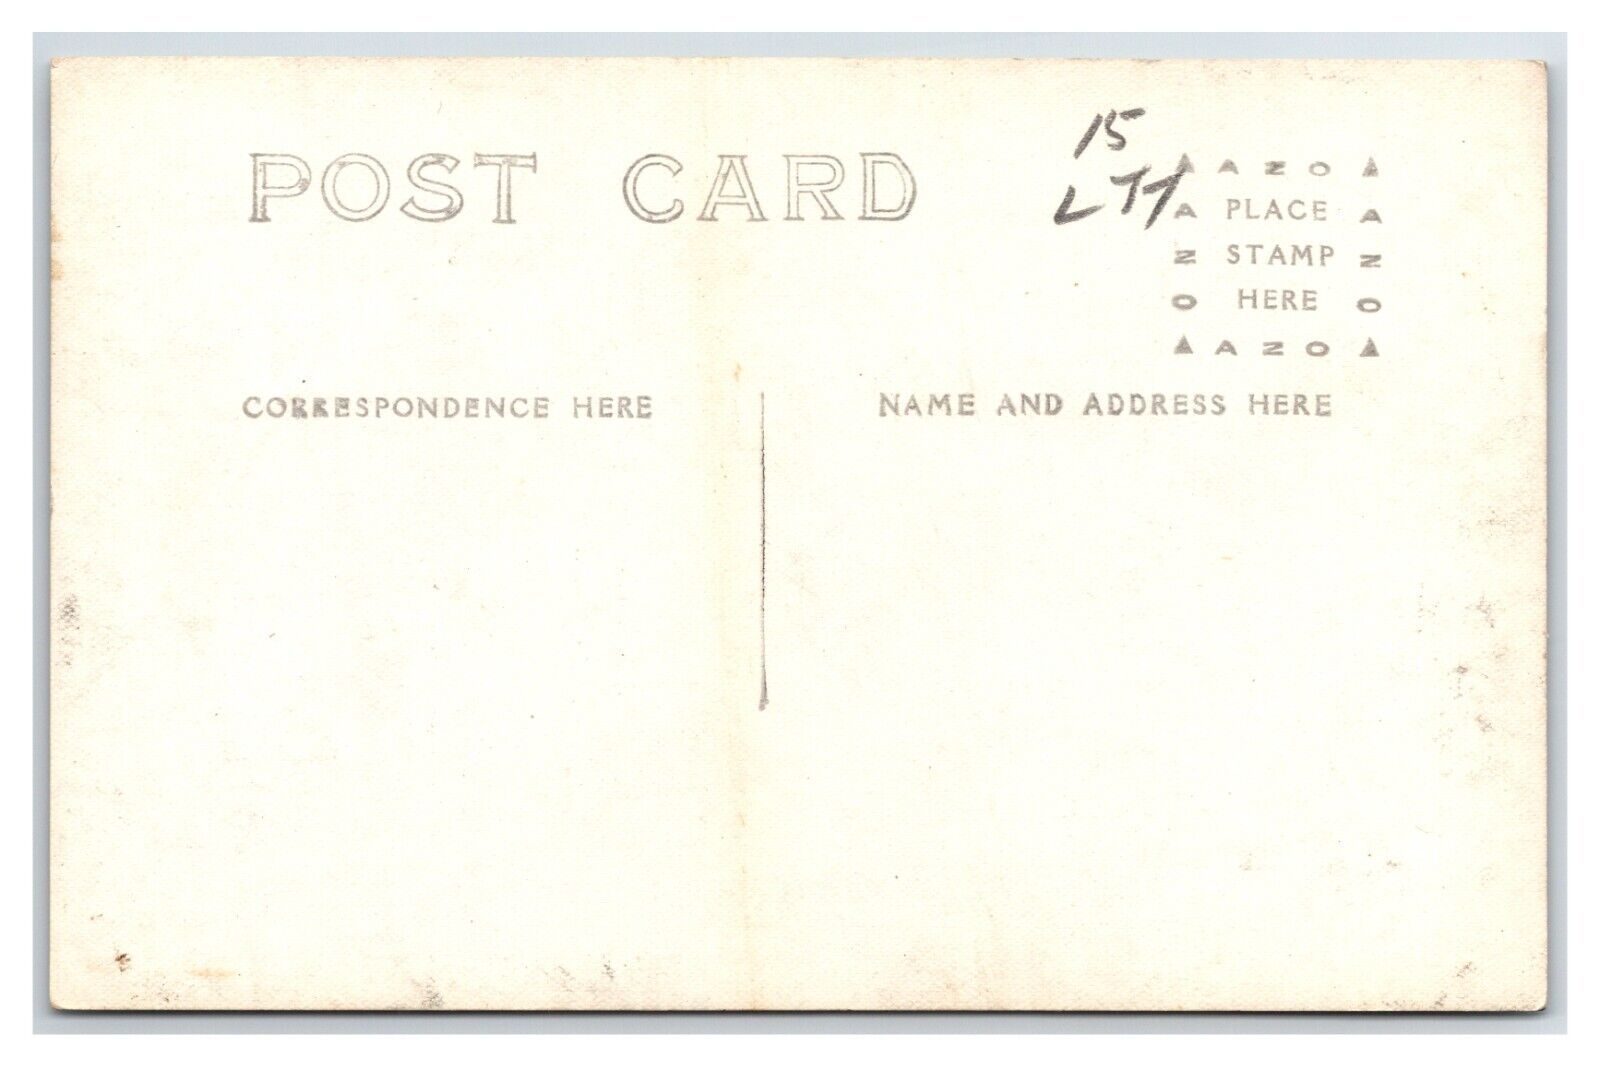 POST CARD
15
LTT
AZO
A PLACE A
N STAMP N
O HERE O
AZO
CORRESPONDENCE HERE
NAME AND ADDRESS HERE